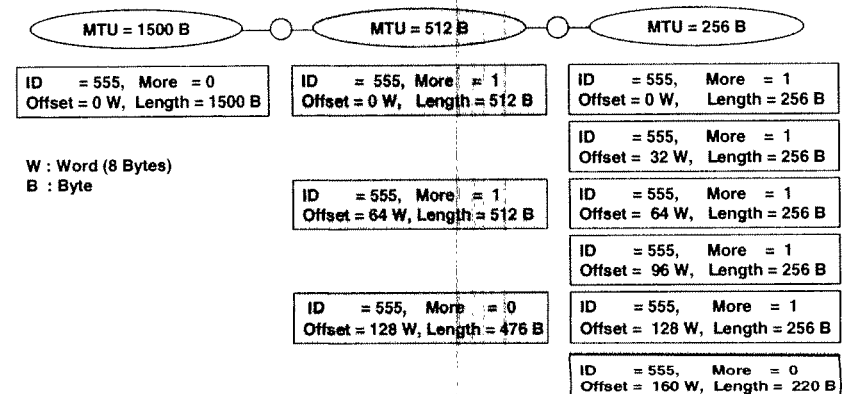 MTU = 1500 B
MTU = 512 B
MTU = 256 B
ID = 555, More = 0
Offset = 0 W, Length = 1500 B
W : Word (8 Bytes)
B : Byte
ID = 555, More = 1
Offset = 0 W, Length = 512 B
ID = 555, More = 1
Offset = 64 W, Length = 512 B
ID = 555, More = 0
Offset = 128 W, Length = 476 B
ID = 555, More = 1
Offset = 0 W, Length = 256 B
ID = 555, More = 1
Offset = 32 W, Length = 256 B
ID = 555, More = 1
Offset = 64 W, Length = 256 B
ID = 555, More = 1
Offset = 96 W, Length = 256 B
ID = 555, More = 1
Offset = 128 W, Length = 256 B
ID = 555, More = 0
Offset = 160 W, Length = 220 B